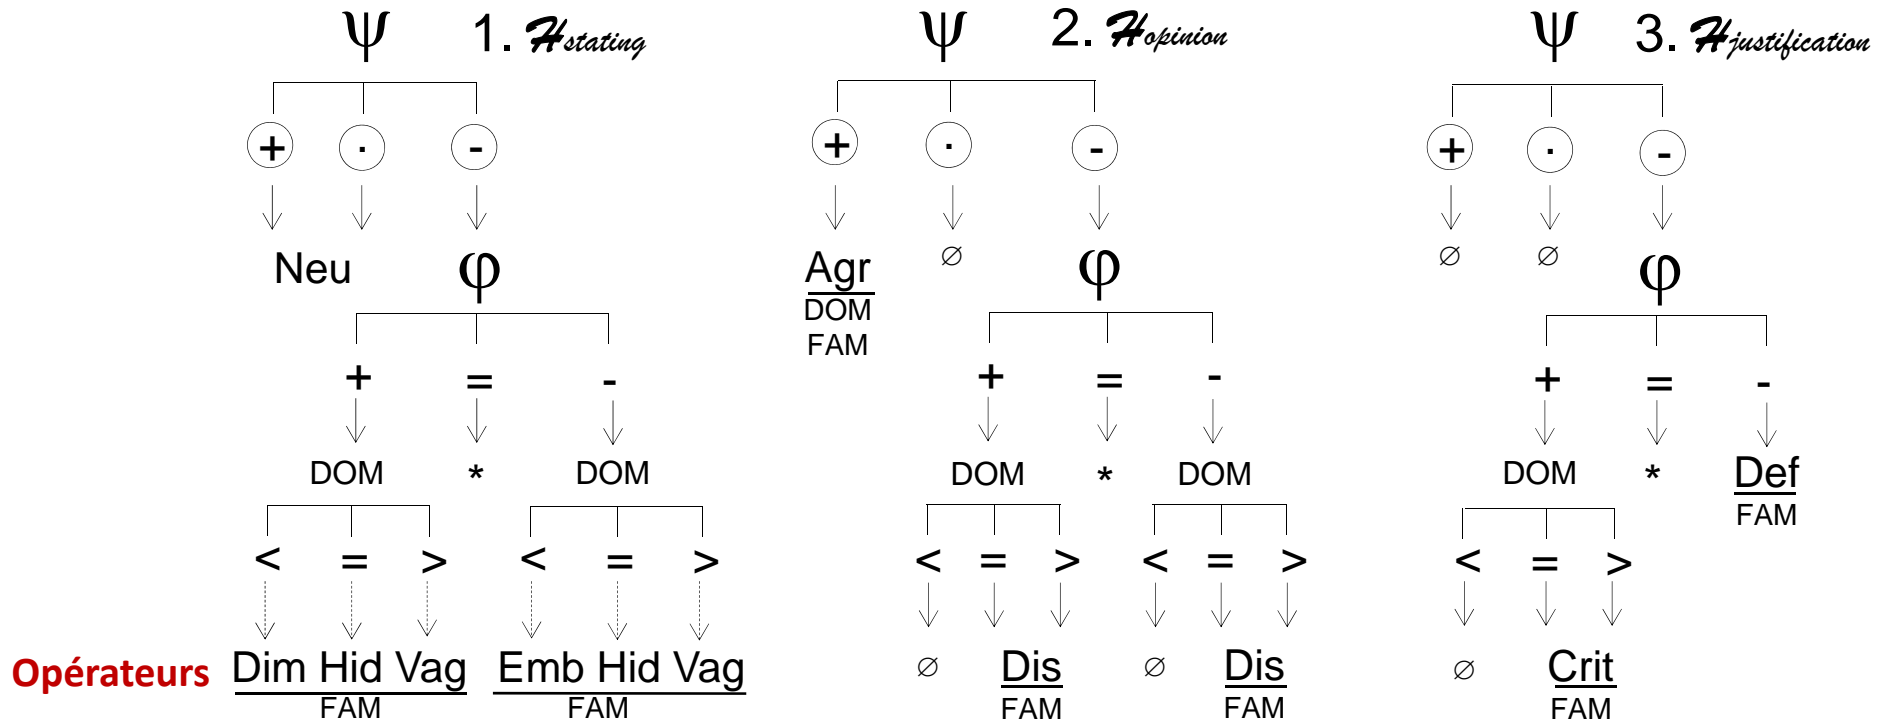 ψ 1. Hstating ψ 2. Hopinion ψ 3. Hjustification
+ · - + · - + · -
Neu φ Agr ∅ φ ∅ ∅ φ
DOM
FAM
+ = - + = - + = -
DOM * DOM DOM * DOM DOM * Def
FAM
< = > < = > < = > < = > < = >
Opérateurs Dim Hid Vag Emb Hid Vag ∅ Dis ∅ Dis ∅ Crit
FAM FAM FAM FAM FAM